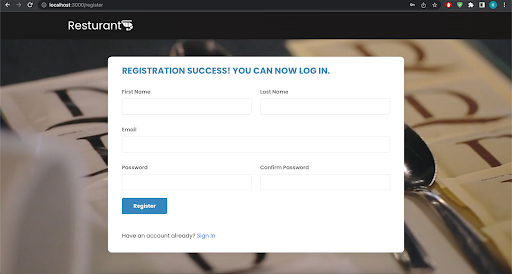 localhost:3000/register
Resturant
REGISTRATION SUCCESS! YOU CAN NOW LOG IN.
First Name
Last Name
Email
Password
Confirm Password
Register
Have an account already? Sign In